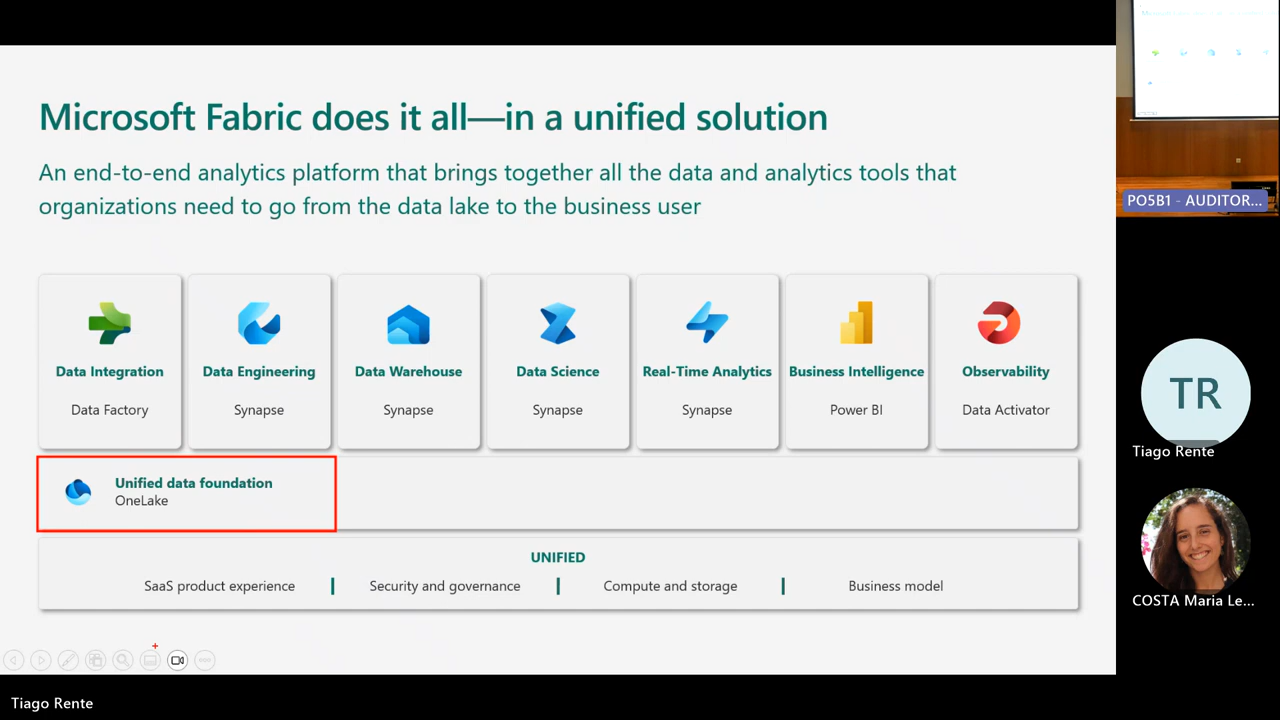 Microsoft Fabric does it all—in a unified solution
An end-to-end analytics platform that brings together all the data and analytics tools that
organizations need to go from the data lake to the business user
Data Integration
Data Factory
Data Engineering
Synapse
Data Warehouse
Synapse
Data Science
Synapse
Real-Time Analytics
Synapse
Business Intelligence
Power BI
Observability
Data Activator
Unified data foundation
OneLake
UNIFIED
SaaS product experience
Security and governance
Compute and storage
Business model
PO5B1 - AUDITOR...
TR
Tiago Rente
COSTA Maria Le...
Tiago Rente